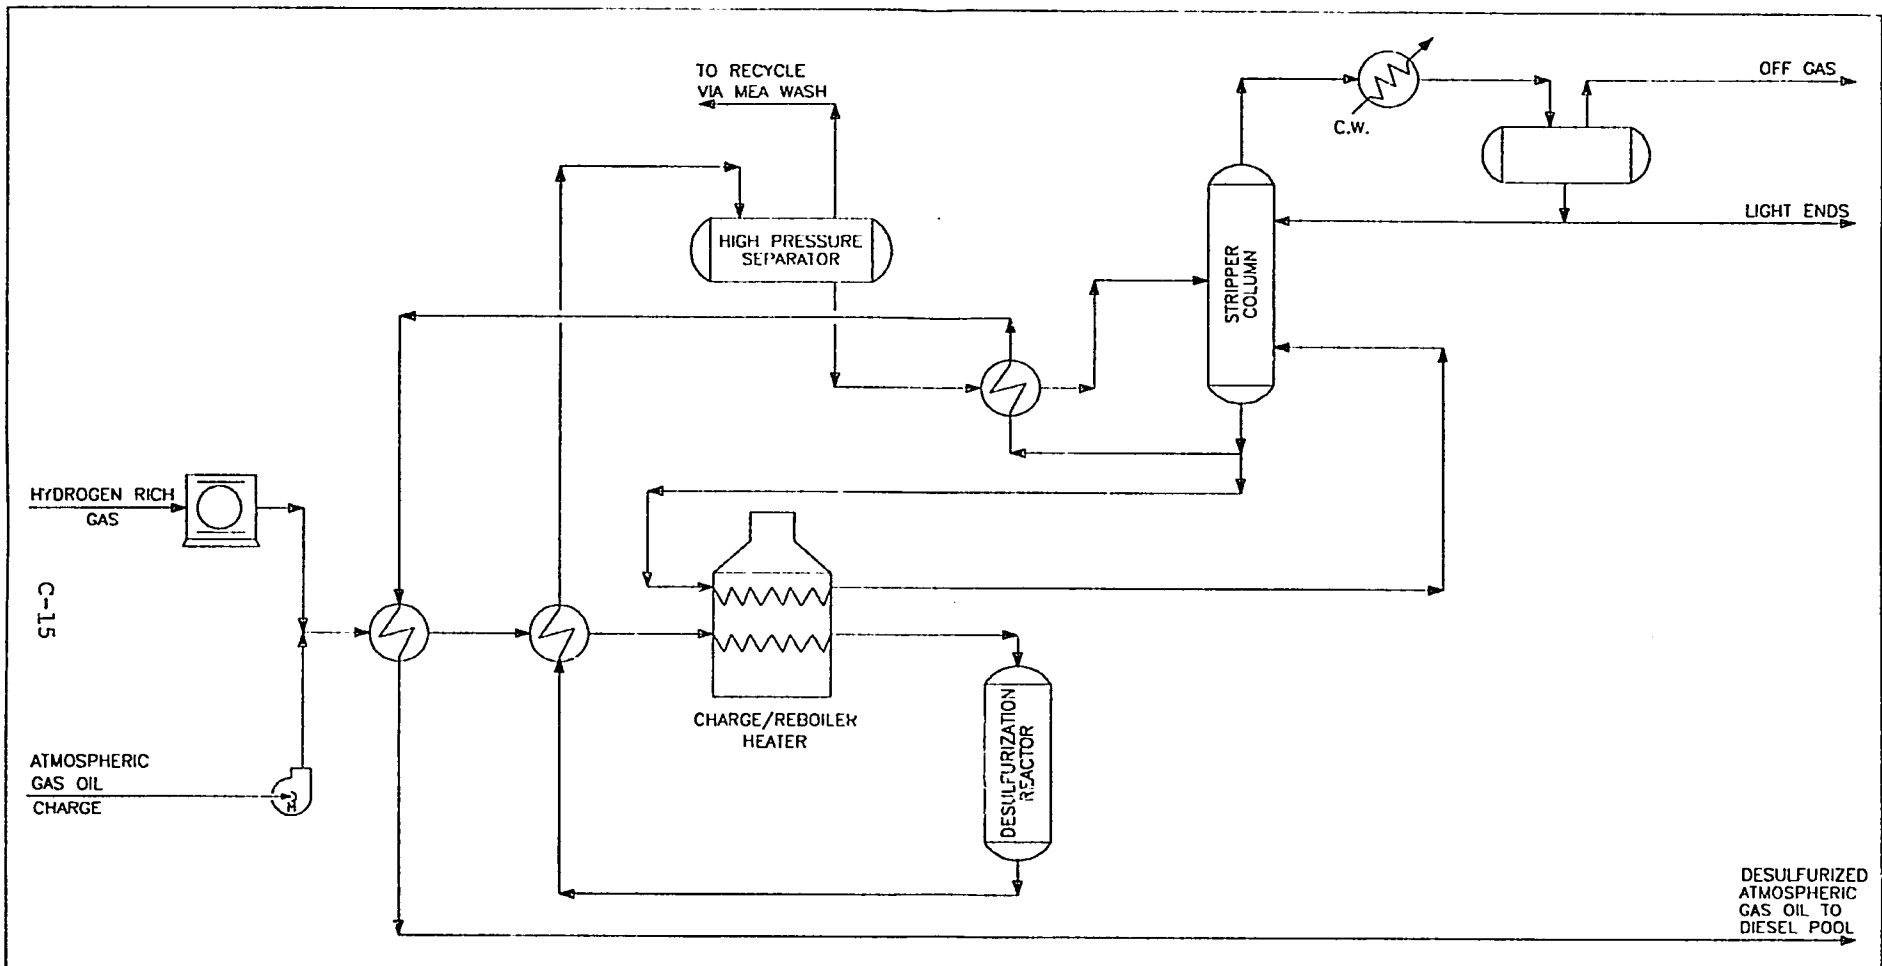 TO RECYCLE
VIA MEA WASH
C.W.
OFF GAS
LIGHT ENDS
HIGH PRESSURE
SEPARATOR
STRIPPER
COLUMN
HYDROGEN RICH
GAS
C-15
CHARGE/REBOILER
HEATER
ATMOSPHERIC
GAS OIL
CHARGE
M
DESULFURIZATION
REACTOR
DESULFURIZED
ATMOSPHERIC
GAS OIL TO
DIESEL POOL